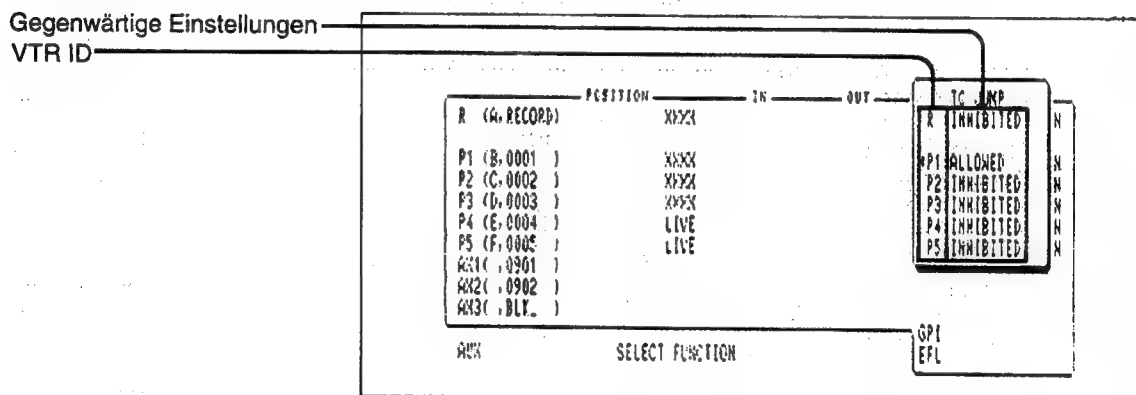 Gegenwärtige Einstellungen
VTR ID
POSITION IN OUT TC JUMP
R (A,RECORD) XXXX R INHIBITED N
P1 (B,0001 ) XXXX *P1 ALLOWED N
P2 (C,0002 ) XXXX P2 INHIBITED N
P3 (D,0003 ) XXXX P3 INHIBITED N
P4 (E,0004 ) LIVE P4 INHIBITED N
P5 (F,0005 ) LIVE P5 INHIBITED N
AX1( ,0901 )
AX2( ,0902 )
AX3( ,BLK_ )
GPI
AUX SELECT FUNCTION EFL